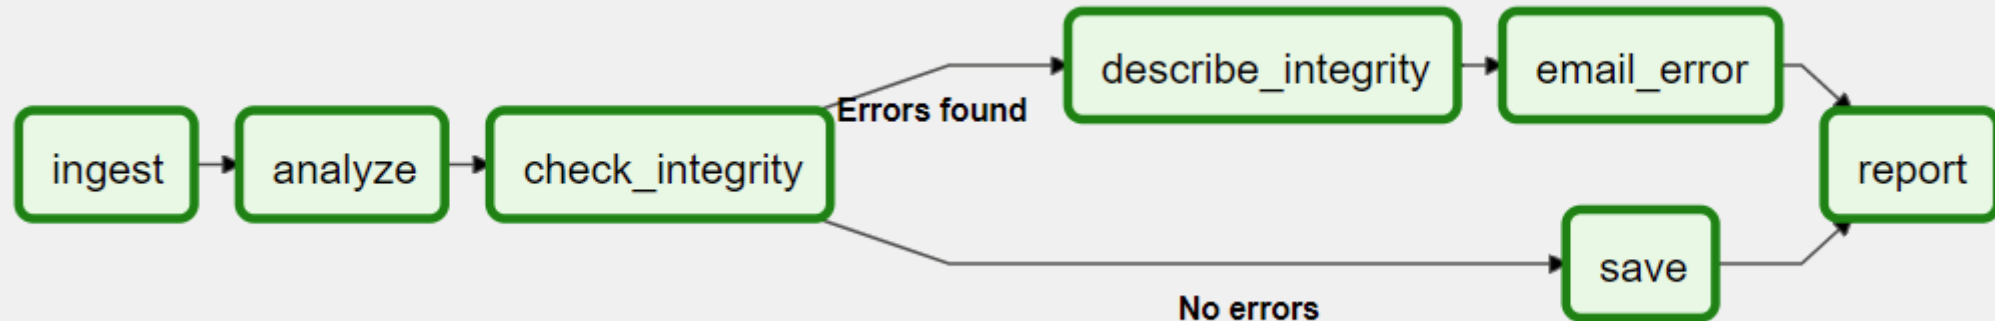 ingest
analyze
check_integrity
Errors found
describe_integrity
email_error
No errors
save
report